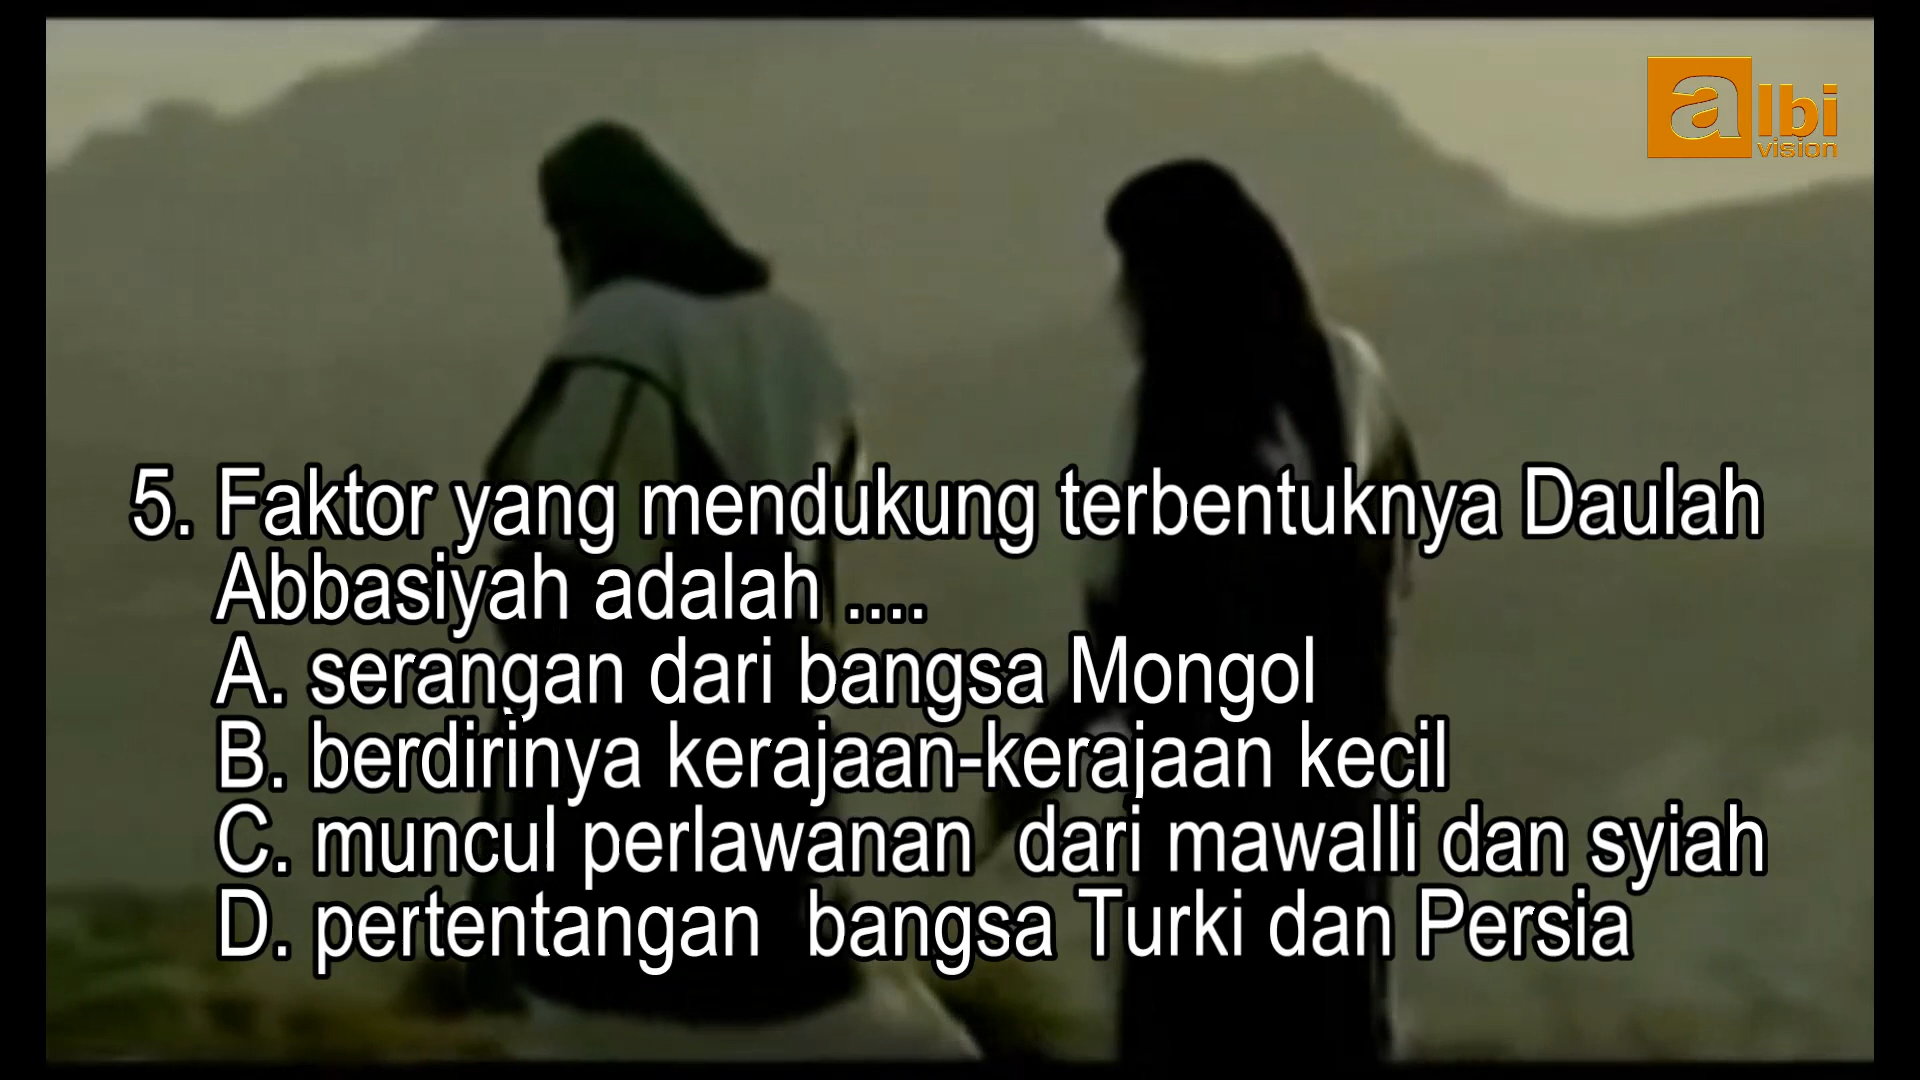 albi
vision
5. Faktor yang mendukung terbentuknya Daulah
Abbasiyah adalah ....
A. serangan dari bangsa Mongol
B. berdirinya kerajaan-kerajaan kecil
C. muncul perlawanan dari mawalli dan syiah
D. pertentangan bangsa Turki dan Persia